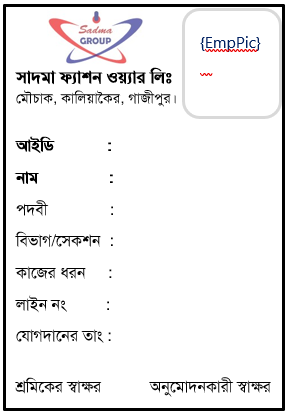 Sadma
GROUP
{EmpPic}
সাদমা ফ্যাশন ওয়্যার লিঃ
মৌচাক, কালিয়াকৈর, গাজীপুর।
আইডি :
নাম :
পদবী :
বিভাগ/সেকশন :
কাজের ধরন :
লাইন নং :
যোগদানের তাং :
শ্রমিকের স্বাক্ষর অনুমোদনকারী স্বাক্ষর